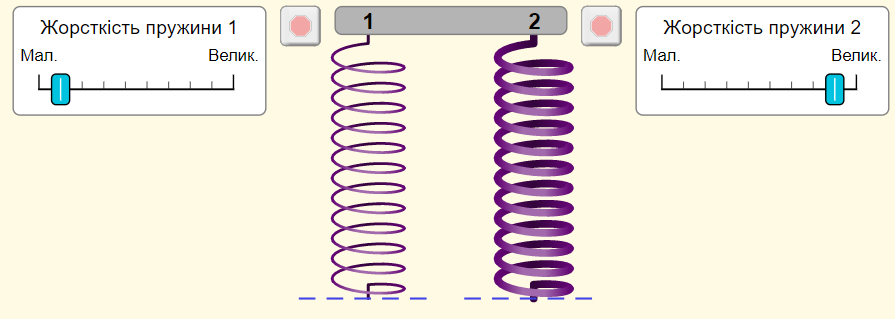 Жорсткість пружини 1
Мал. Велик.
1 2
Жорсткість пружини 2
Мал. Велик.